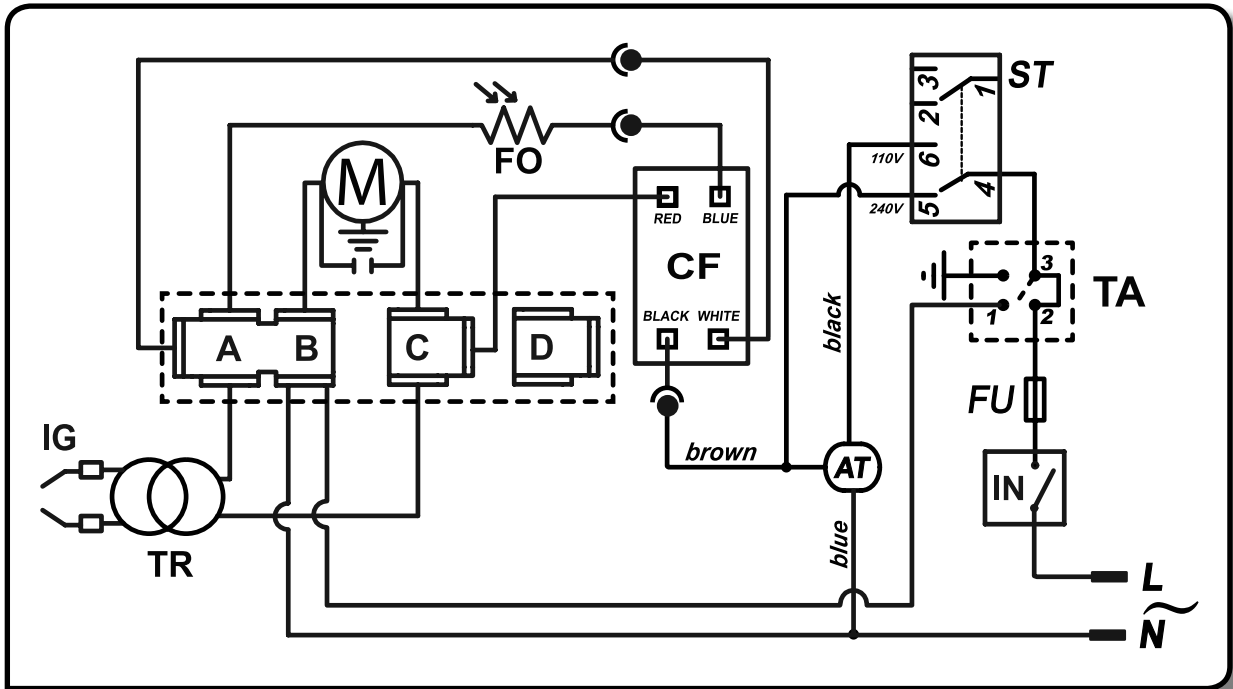 ST
3
1
2
110V
6
4
240V
5
FO
M
RED
BLUE
CF
BLACK
WHITE
A
B
C
D
black
3
TA
1
2
FU
brown
AT
IG
IN
TR
blue
L
N